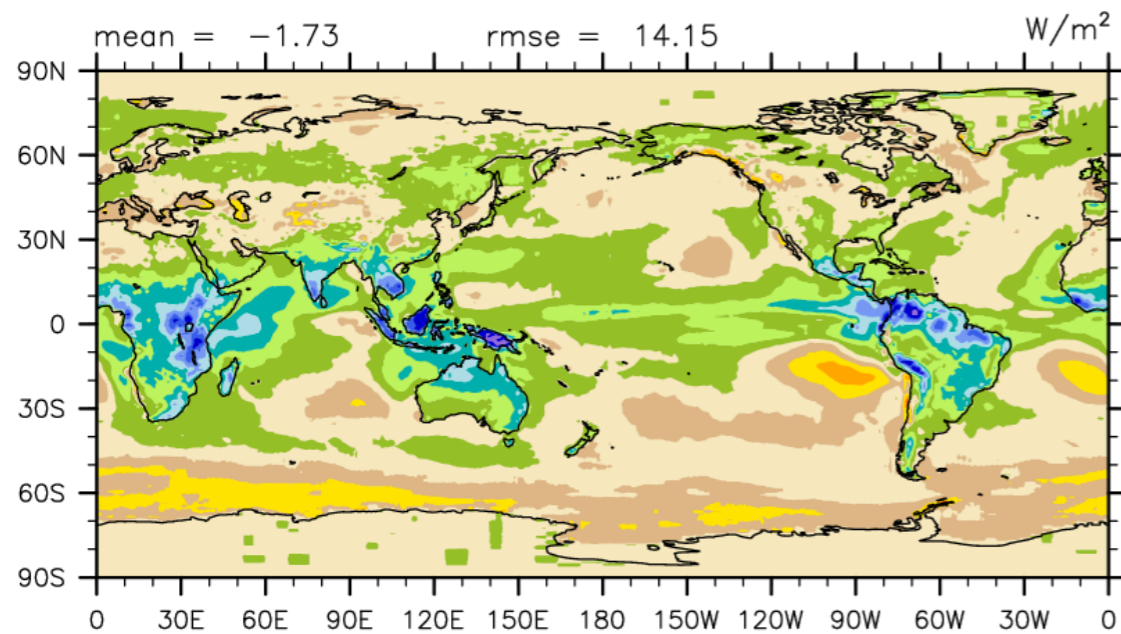 mean = −1.73 rmse = 14.15 W/m²
90N
60N
30N
0
30S
60S
90S
0 30E 60E 90E 120E 150E 180 150W 120W 90W 60W 30W 0